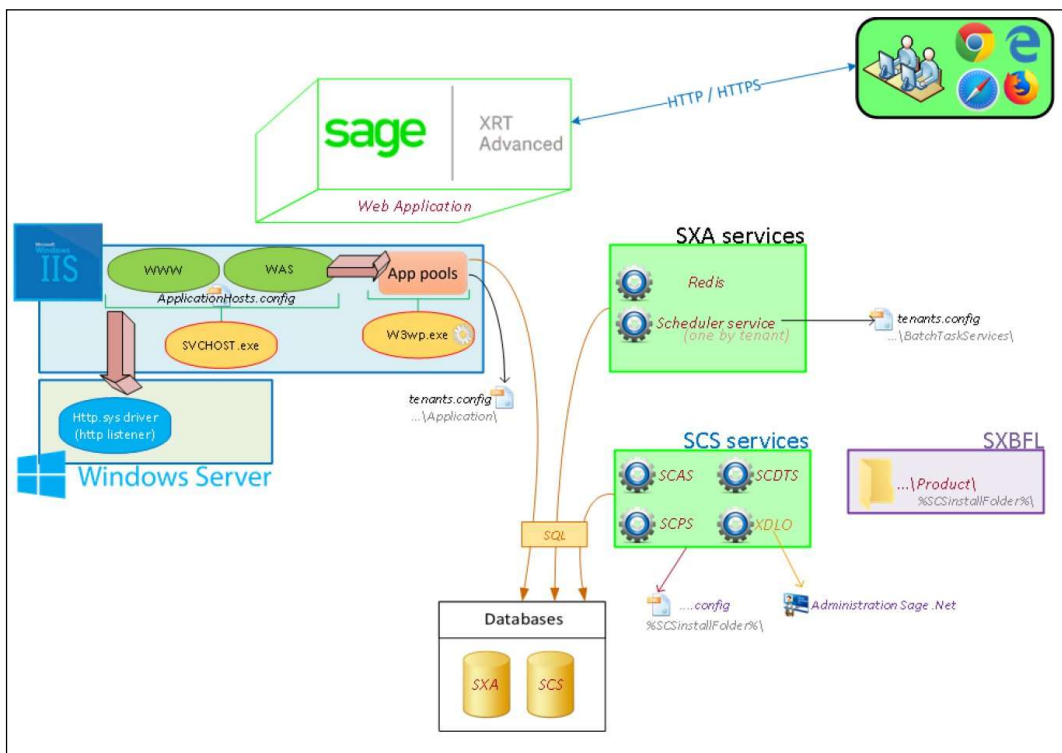 HTTP / HTTPS
sage
XRT
Advanced
Web Application
Microsoft
Windows
IIS
WWW
WAS
App pools
ApplicationHosts.config
SVCHOST.exe
W3wp.exe
tenants.config
...\Application\
Http.sys driver
(http listener)
Windows Server
SXA services
Redis
Scheduler service
(one by tenant)
tenants.config
...\BatchTaskServices\
SCS services
SCAS
SCDTS
SCPS
XDLO
SXBFL
...\Product\
%SCSinstallFolder%\
SQL
....config
%SCSinstallFolder%\
Administration Sage .Net
Databases
SXA
SCS